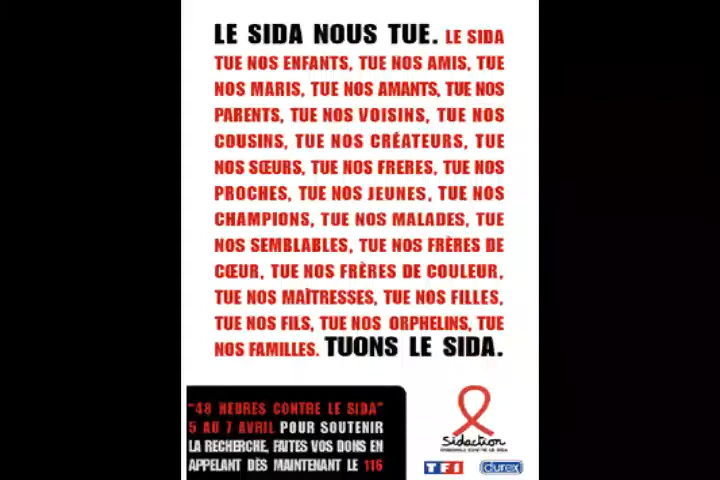 LE SIDA NOUS TUE. LE SIDA
TUE NOS ENFANTS, TUE NOS AMIS, TUE
NOS MARIS, TUE NOS AMANTS, TUE NOS
PARENTS, TUE NOS VOISINS, TUE NOS
COUSINS, TUE NOS CRÉATEURS, TUE
NOS SŒURS, TUE NOS FRERES, TUE NOS
PROCHES, TUE NOS JEUNES, TUE NOS
CHAMPIONS, TUE NOS MALADES, TUE
NOS SEMBLABLES, TUE NOS FRÈRES DE
CŒUR, TUE NOS FRÈRES DE COULEUR,
TUE NOS MAÎTRESSES, TUE NOS FILLES,
TUE NOS FILS, TUE NOS ORPHELINS, TUE
NOS FAMILLES. TUONS LE SIDA.
"48 HEURES CONTRE LE SIDA"
5 AU 7 AVRIL POUR SOUTENIR
LA RECHERCHE, FAITES VOS DONS EN
APPELANT DÈS MAINTENANT LE 116
Sidaction
ENSEMBLE CONTRE LE SIDA
TF1 durex